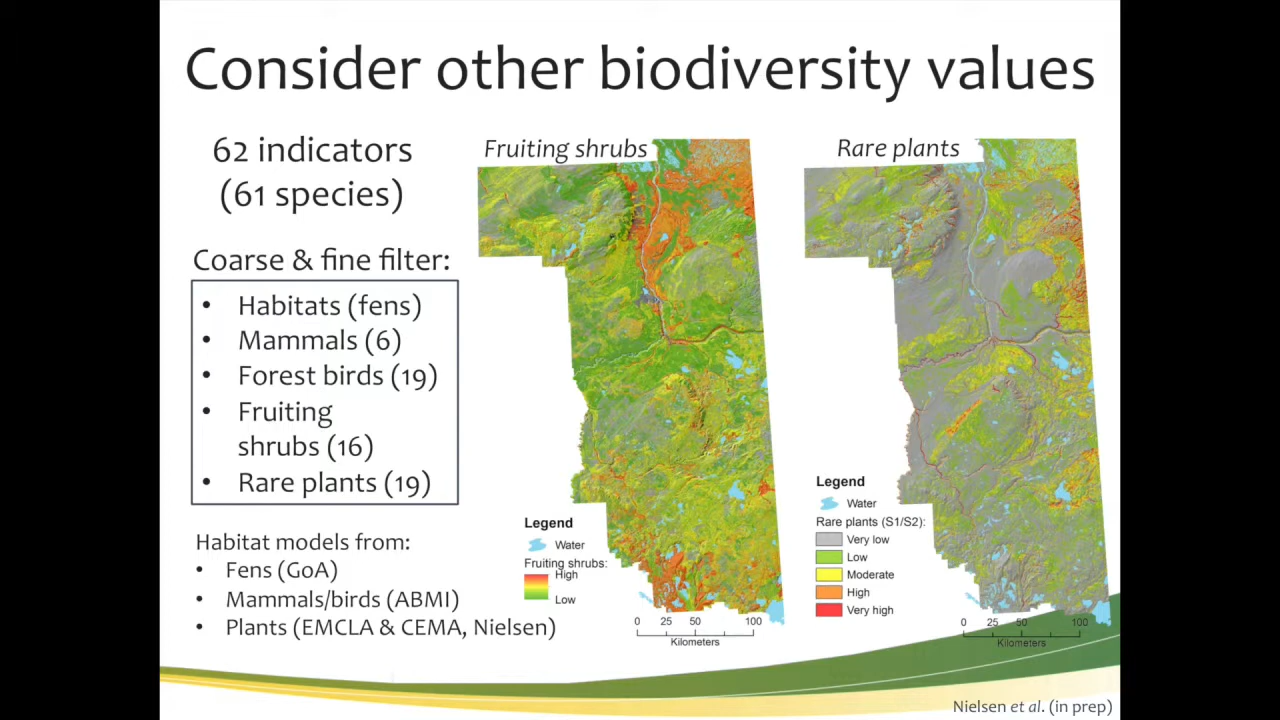 Consider other biodiversity values
62 indicators
(61 species)
Coarse & fine filter:
• Habitats (fens)
• Mammals (6)
• Forest birds (19)
• Fruiting
shrubs (16)
• Rare plants (19)
Habitat models from:
• Fens (GoA)
• Mammals/birds (ABMI)
• Plants (EMCLA & CEMA, Nielsen)
Fruiting shrubs
Legend
Water
Fruiting shrubs:
High
Low
0 25 50 100
Kilometers
Rare plants
Legend
Water
Rare plants (S1/S2):
Very low
Low
Moderate
High
Very high
0 25 50 100
Kilometers
Nielsen et al. (in prep)